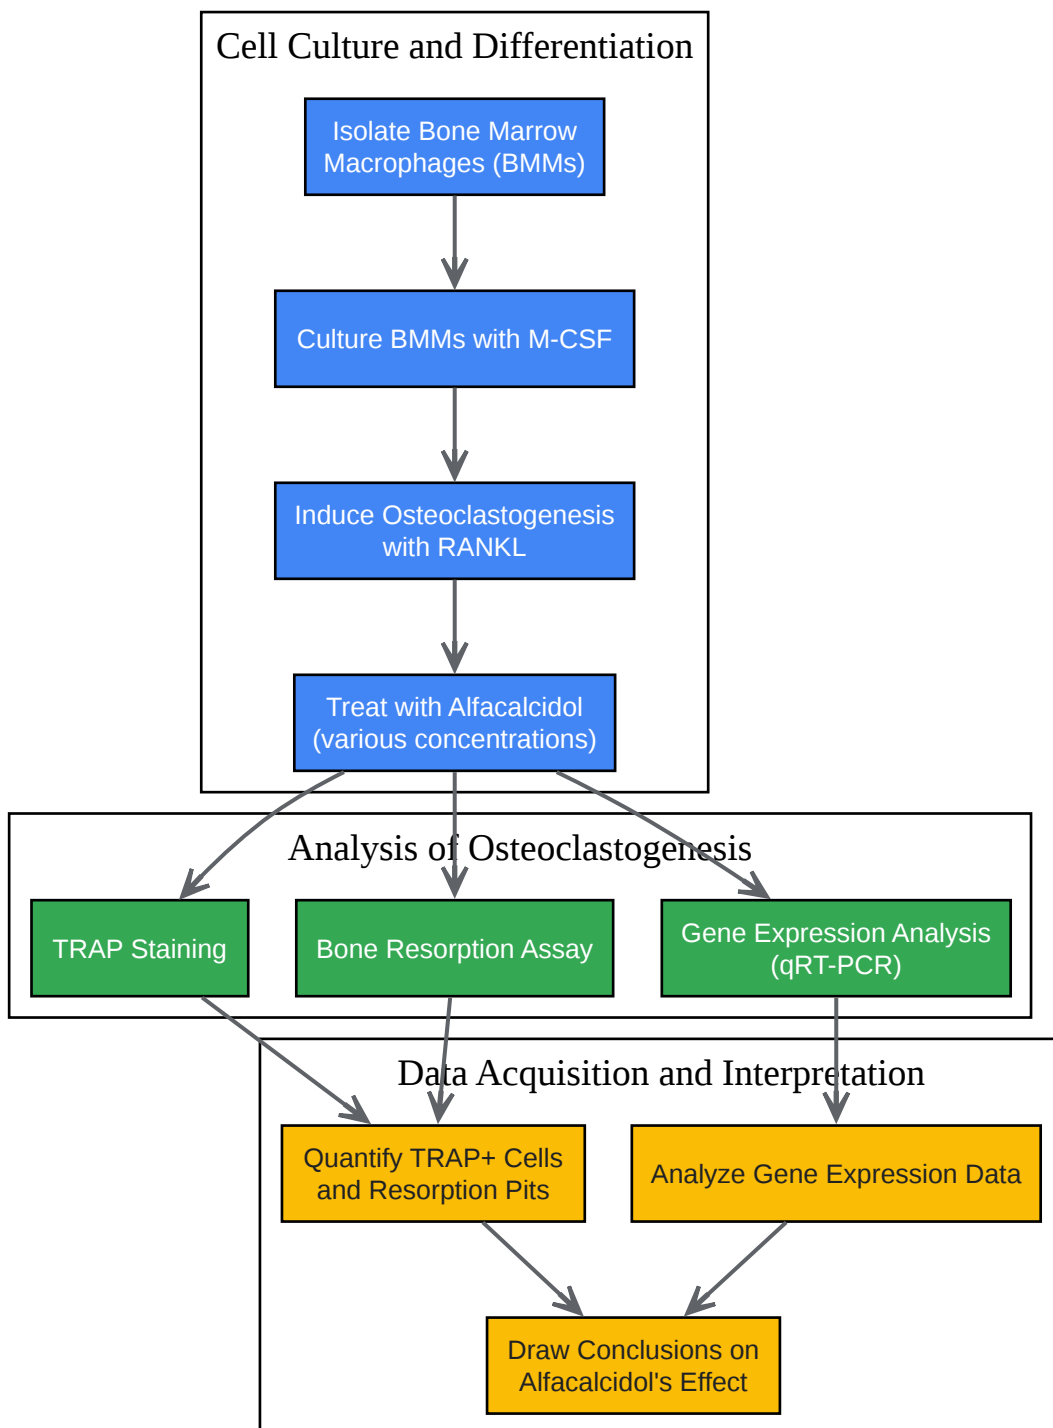 Cell Culture and Differentiation
Isolate Bone Marrow
Macrophages (BMMs)
Culture BMMs with M-CSF
Induce Osteoclastogenesis
with RANKL
Treat with Alfacalcidol
(various concentrations)
Analysis of Osteoclastogenesis
TRAP Staining
Bone Resorption Assay
Gene Expression Analysis
(qRT-PCR)
Data Acquisition and Interpretation
Quantify TRAP+ Cells
and Resorption Pits
Analyze Gene Expression Data
Draw Conclusions on
Alfacalcidol's Effect